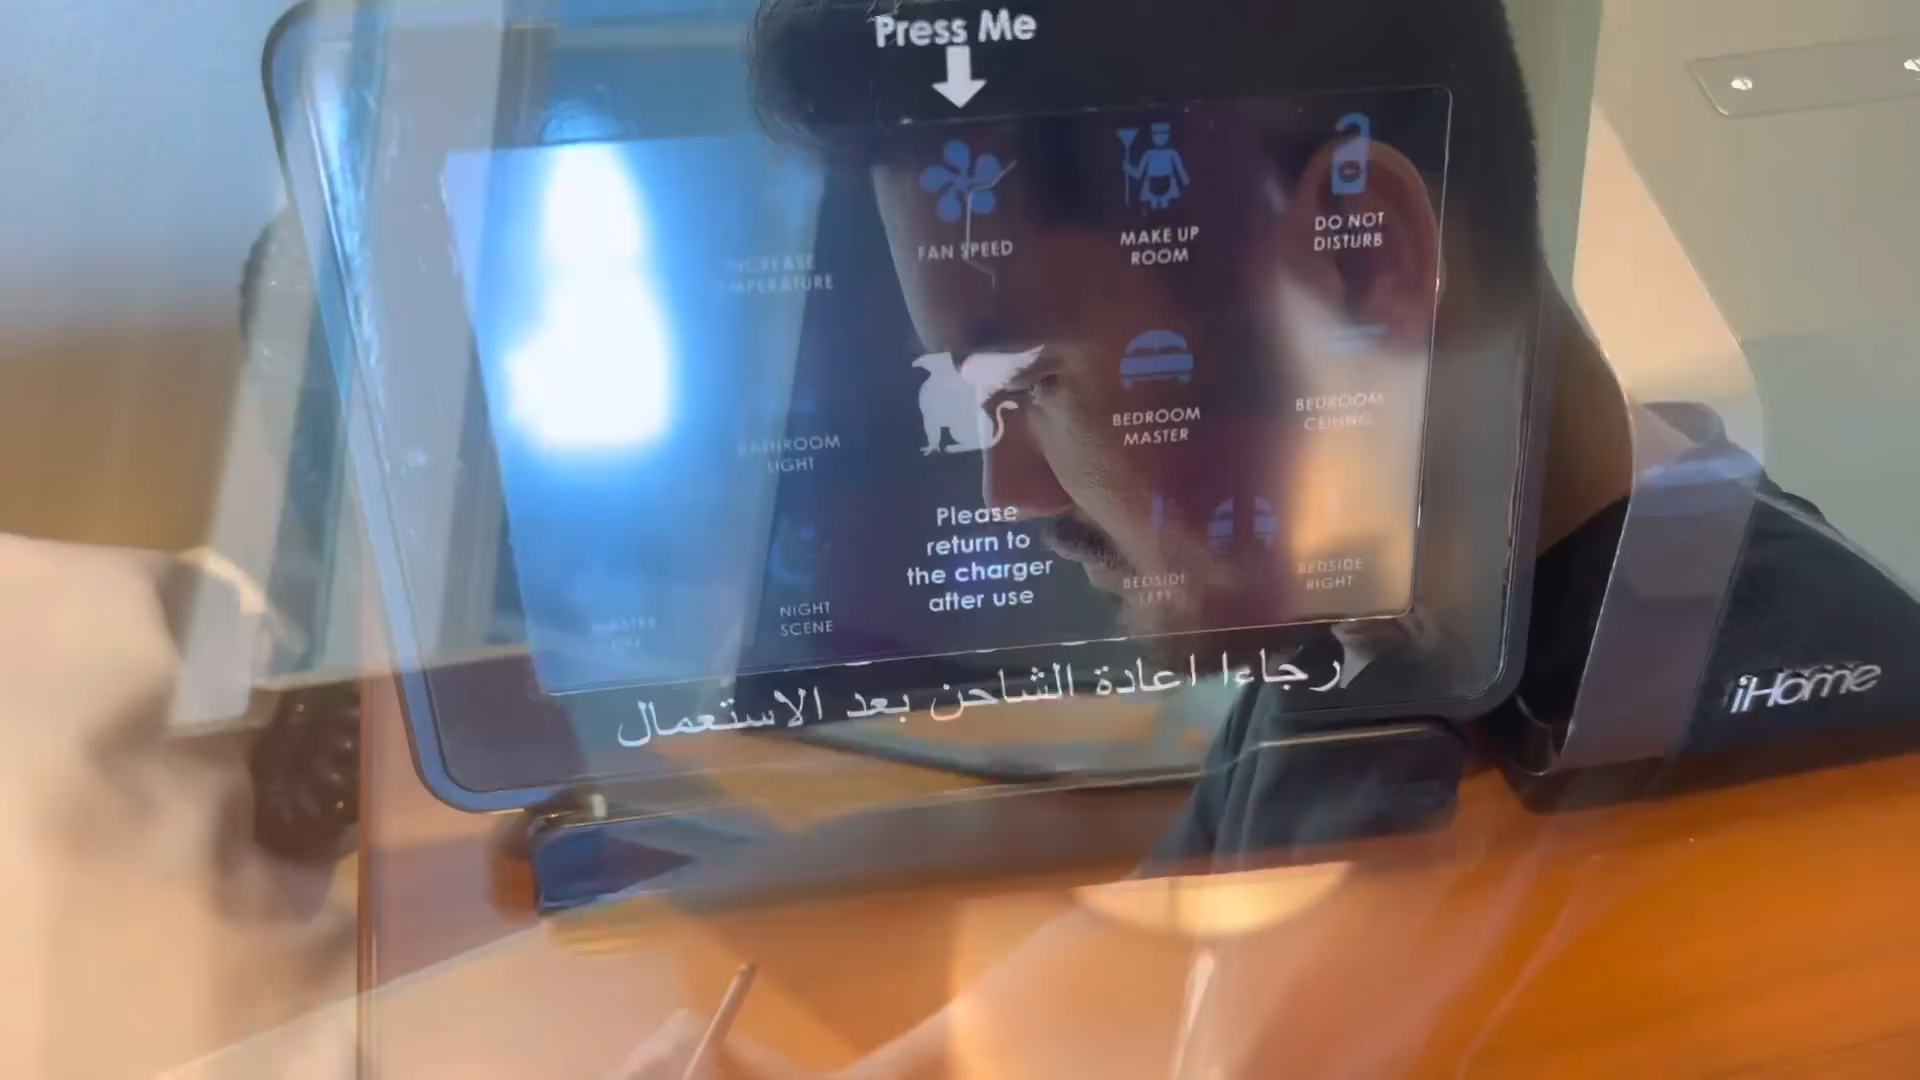 Press Me
FAN SPEED
MAKE UP
ROOM
DO NOT
DISTURB
INCREASE
TEMPERATURE
BATHROOM
LIGHT
BEDROOM
MASTER
BEDROOM
CEILING
Please
return to
the charger
after use
NIGHT
SCENE
MASTER
BEDSIDE
LEFT
BEDSIDE
RIGHT
رجاءا اعادة الشاحن بعد الاستعمال
iHome